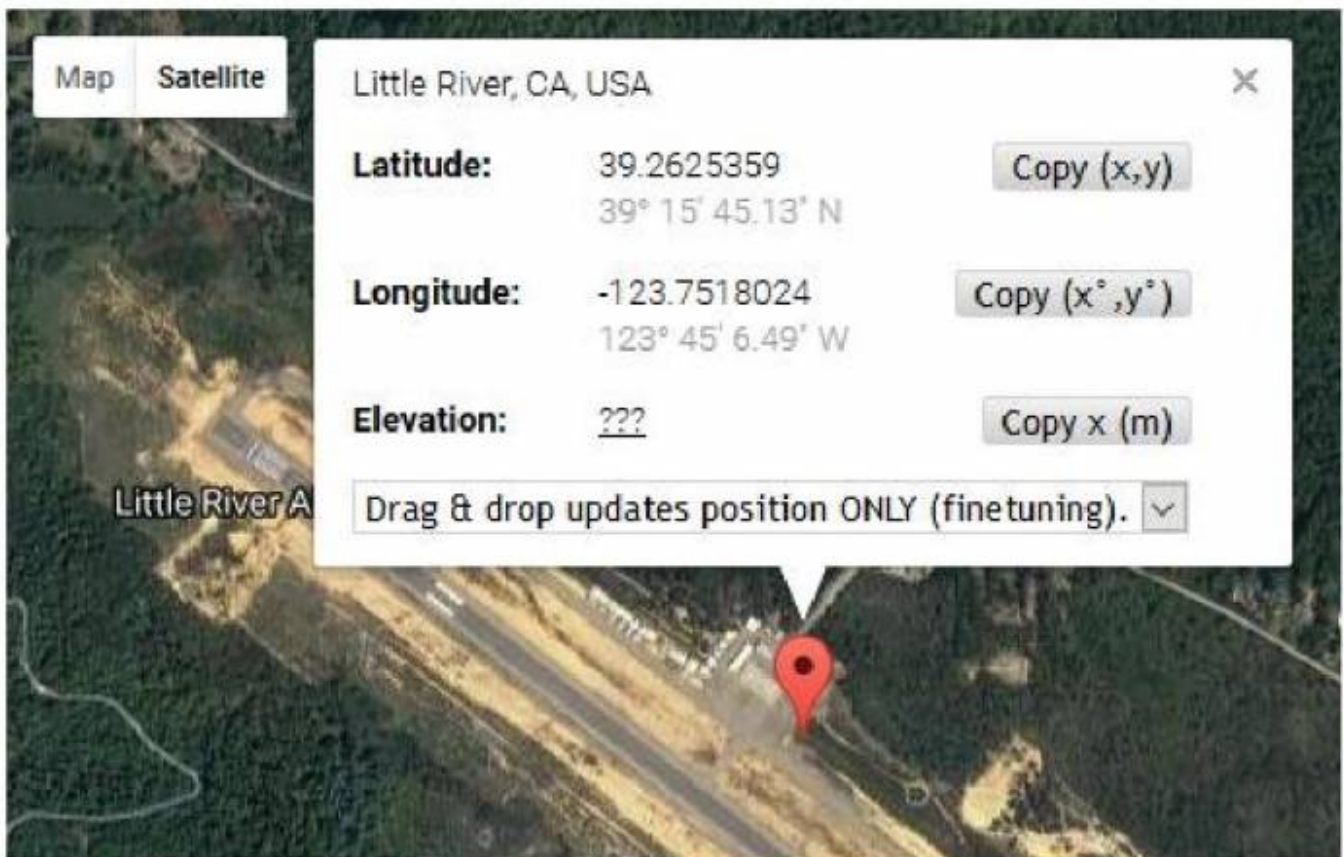 Map Satellite
Little River, CA, USA
Latitude: 39.2625359 Copy (x,y)
39° 15' 45.13" N
Longitude: -123.7518024 Copy (x°,y°)
123° 45' 6.49" W
Elevation: ??? Copy x (m)
Drag & drop updates position ONLY (finetuning).
Little River A